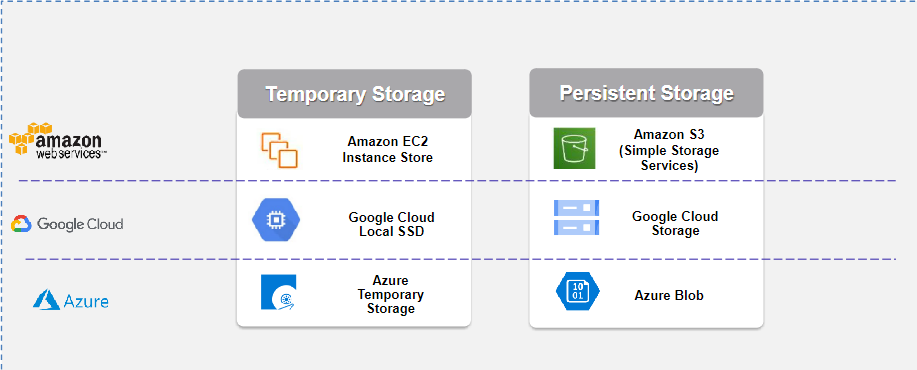 Temporary Storage
Persistent Storage
amazon
webservices™
Amazon EC2
Instance Store
Amazon S3
(Simple Storage
Services)
Google Cloud
Google Cloud
Local SSD
Google Cloud
Storage
Azure
Azure
Temporary
Storage
10
01
Azure Blob